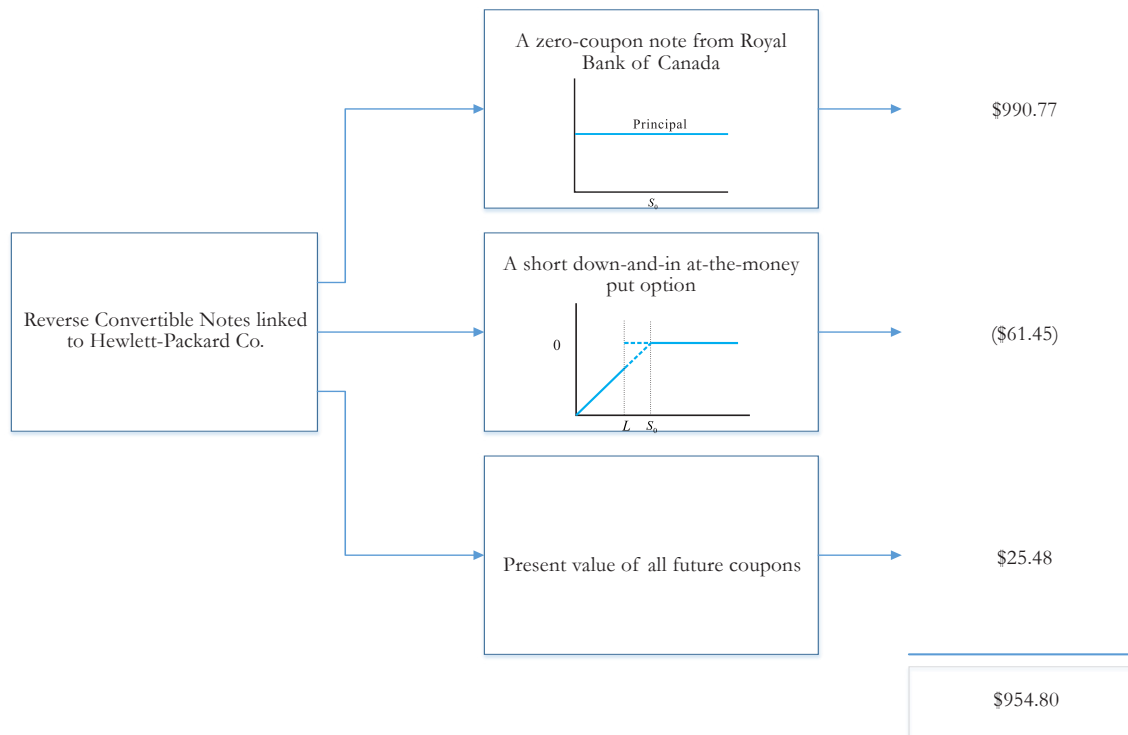 A zero-coupon note from Royal
Bank of Canada
Principal
S₀
$990.77
Reverse Convertible Notes linked
to Hewlett-Packard Co.
A short down-and-in at-the-money
put option
0
L S₀
($61.45)
Present value of all future coupons
$25.48
$954.80